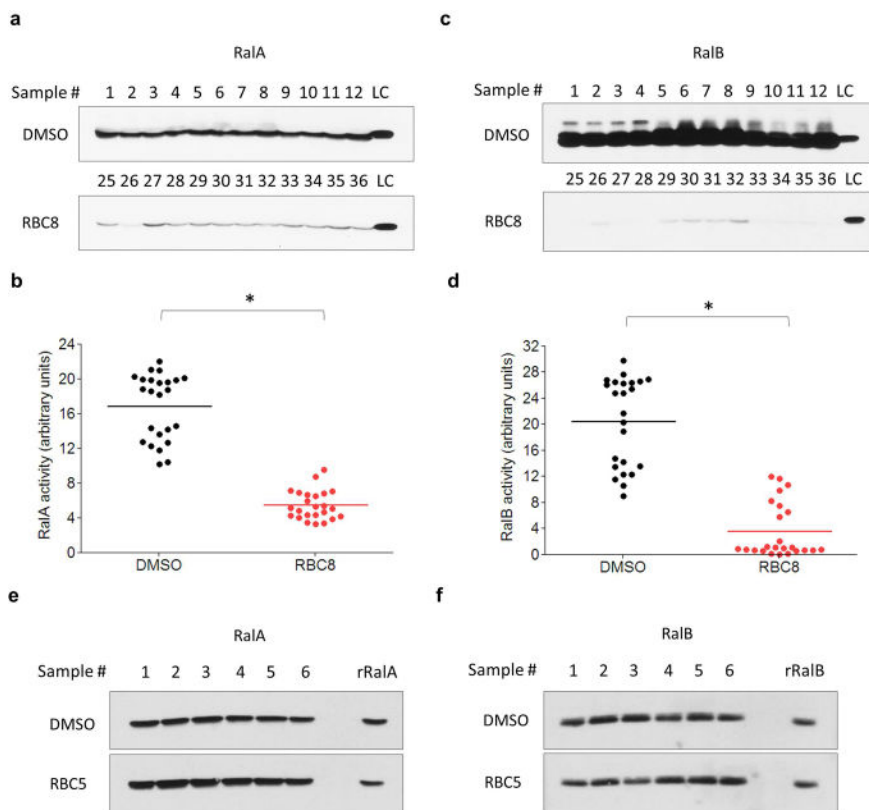 a
RalA
Sample # 1 2 3 4 5 6 7 8 9 10 11 12 LC
DMSO
25 26 27 28 29 30 31 32 33 34 35 36 LC
RBC8
c
RalB
Sample # 1 2 3 4 5 6 7 8 9 10 11 12 LC
DMSO
25 26 27 28 29 30 31 32 33 34 35 36 LC
RBC8
b
*
RalA activity (arbitrary units)
24
20
16
12
8
4
0
DMSO RBC8
d
*
RalB activity (arbitrary units)
32
28
24
20
16
12
8
4
0
DMSO RBC8
e
RalA
Sample # 1 2 3 4 5 6 rRalA
DMSO
RBC5
f
RalB
Sample # 1 2 3 4 5 6 rRalB
DMSO
RBC5